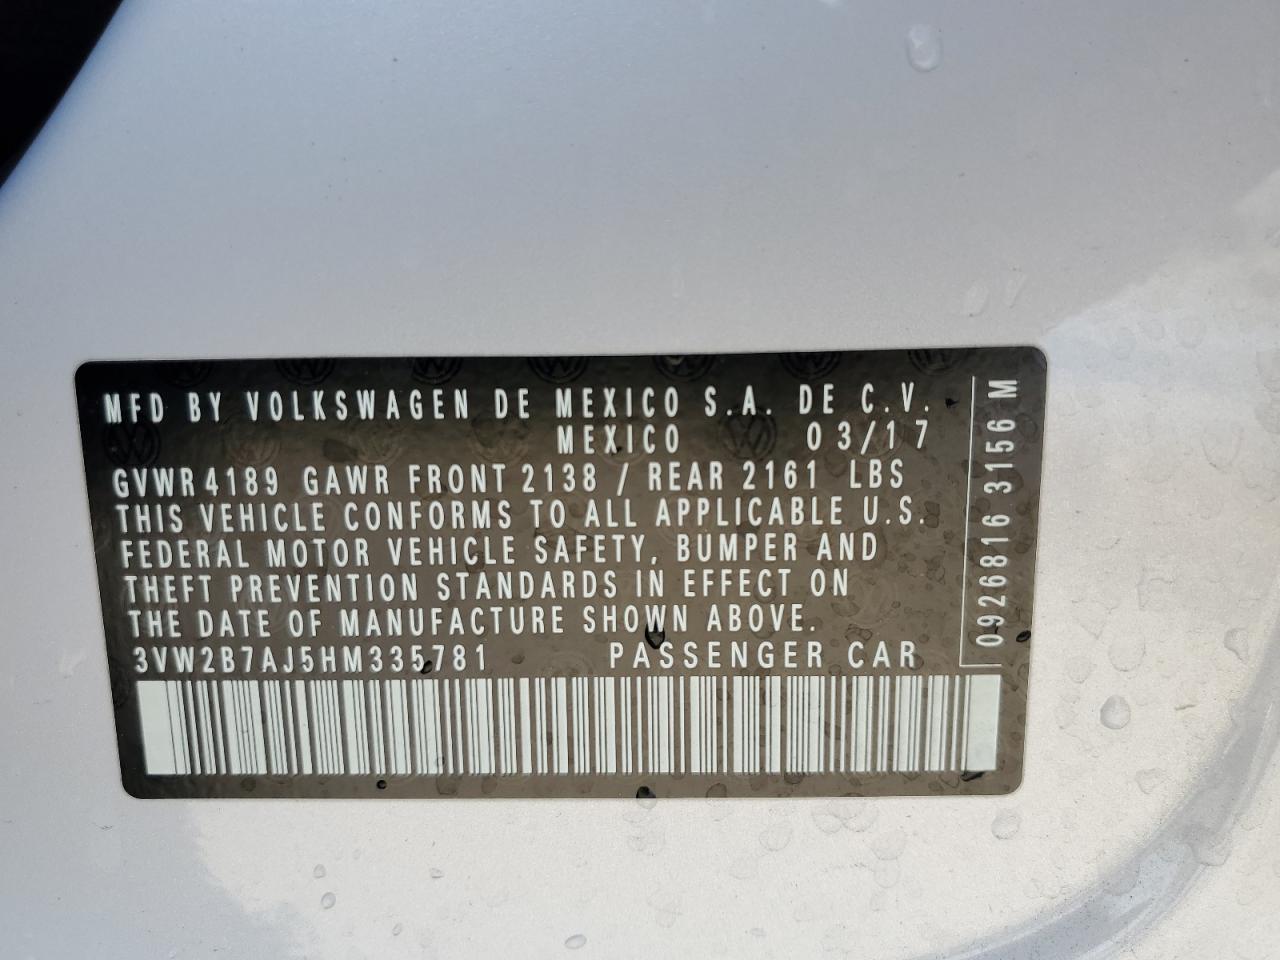 MFD BY VOLKSWAGEN DE MEXICO S.A. DE C.V.
MEXICO 03/17
GVWR 4189 GAWR FRONT 2138 / REAR 2161 LBS
THIS VEHICLE CONFORMS TO ALL APPLICABLE U.S.
FEDERAL MOTOR VEHICLE SAFETY, BUMPER AND
THEFT PREVENTION STANDARDS IN EFFECT ON
THE DATE OF MANUFACTURE SHOWN ABOVE.
3VW2B7AJ5HM335781 PASSENGER CAR
0926816 3156 M